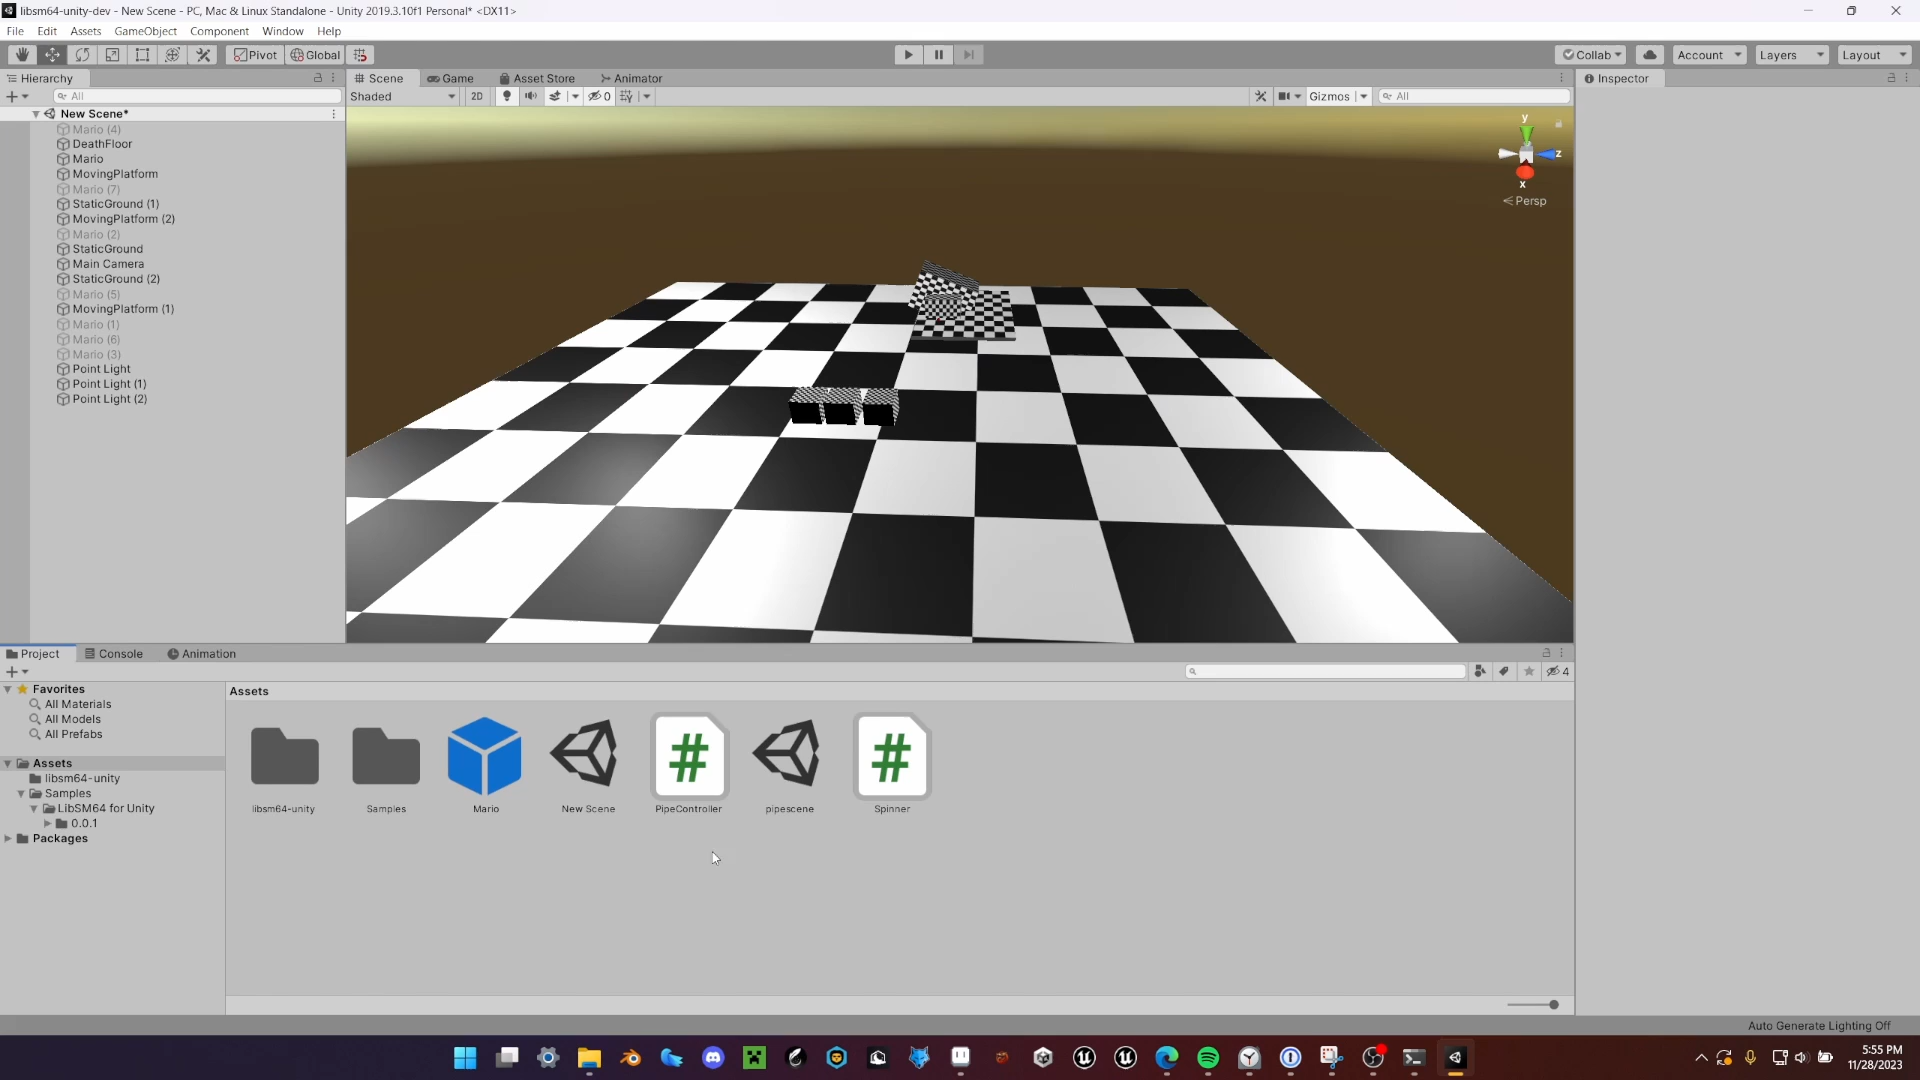 libsm64-unity-dev - New Scene - PC, Mac & Linux Standalone - Unity 2019.3.10f1 Personal* <DX11>
File Edit Assets GameObject Component Window Help
Pivot Global Collab Account Layers Layout
Hierarchy
Scene Game Asset Store Animator
Inspector
All
Shaded 2D 0 Gizmos All
New Scene*
Mario (4)
DeathFloor
Mario
MovingPlatform
Mario (7)
StaticGround (1)
MovingPlatform (2)
Mario (2)
StaticGround
Main Camera
StaticGround (2)
Mario (5)
MovingPlatform (1)
Mario (1)
Mario (6)
Mario (3)
Point Light
Point Light (1)
Point Light (2)
y
z
x
Persp
Project Console Animation
4
Favorites
All Materials
All Models
All Prefabs
Assets
libsm64-unity
Samples
LibSM64 for Unity
0.0.1
Packages
Assets
libsm64-unity Samples Mario New Scene PipeController pipescene Spinner
Auto Generate Lighting Off
5:55 PM
11/28/2023